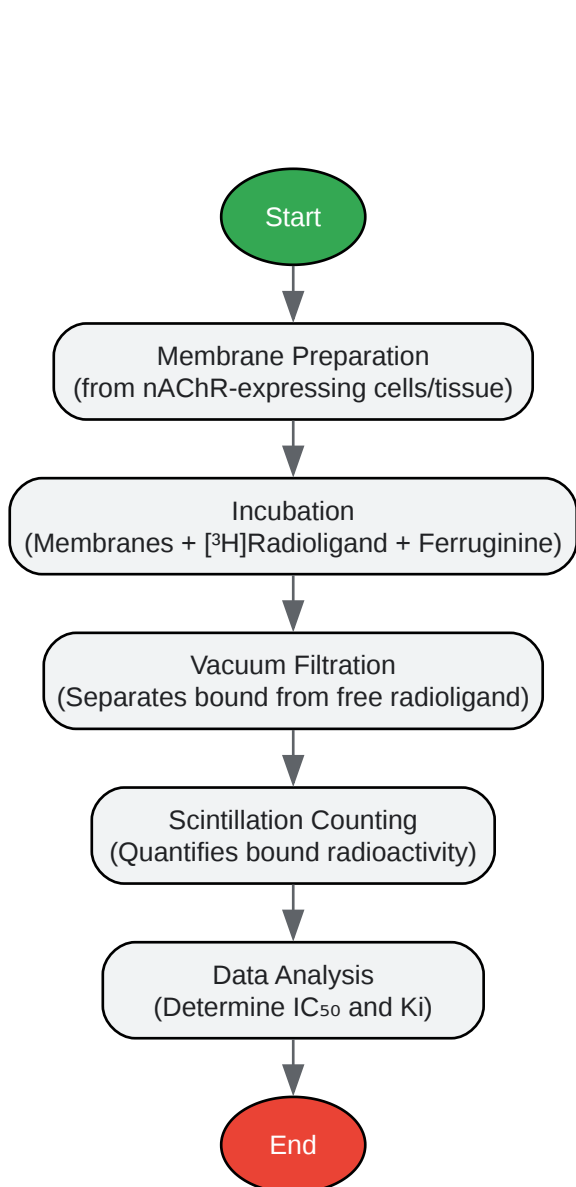 Start
Membrane Preparation
(from nAChR-expressing cells/tissue)
Incubation
(Membranes + [³H]Radioligand + Ferruginine)
Vacuum Filtration
(Separates bound from free radioligand)
Scintillation Counting
(Quantifies bound radioactivity)
Data Analysis
(Determine IC₅₀ and Ki)
End